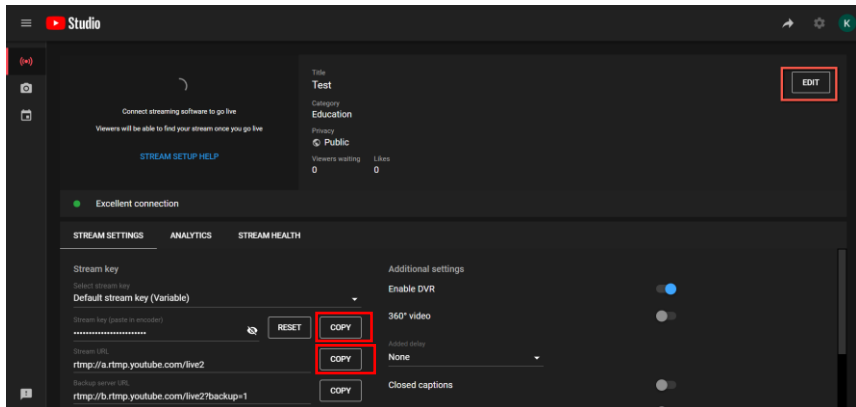 Studio
K
Connect streaming software to go live
Viewers will be able to find your stream once you go live
STREAM SETUP HELP
Title
Test
Category
Education
Privacy
Public
Viewers waiting Likes
0 0
EDIT
Excellent connection
STREAM SETTINGS ANALYTICS STREAM HEALTH
Stream key
Select stream key
Default stream key (Variable)
Stream key (paste in encoder)
•••••••••••••••••••••••
RESET COPY
Stream URL
rtmp://a.rtmp.youtube.com/live2
COPY
Backup server URL
rtmp://b.rtmp.youtube.com/live2?backup=1
COPY
Additional settings
Enable DVR
360° video
Added delay
None
Closed captions